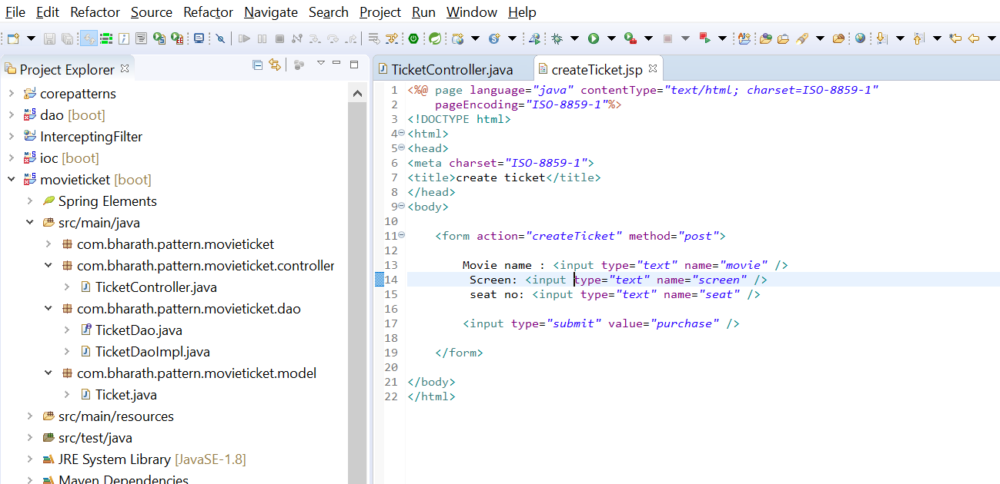 File Edit Refactor Source Refactor Navigate Search Project Run Window Help
Project Explorer
corepatterns
dao [boot]
InterceptingFilter
ioc [boot]
movieticket [boot]
Spring Elements
src/main/java
com.bharath.pattern.movieticket
com.bharath.pattern.movieticket.controller
TicketController.java
com.bharath.pattern.movieticket.dao
TicketDao.java
TicketDaoImpl.java
com.bharath.pattern.movieticket.model
Ticket.java
src/main/resources
src/test/java
JRE System Library [JavaSE-1.8]
Maven Dependencies
TicketController.java createTicket.jsp
1 <%@ page language="java" contentType="text/html; charset=ISO-8859-1"
2 pageEncoding="ISO-8859-1"%>
3 <!DOCTYPE html>
4 <html>
5 <head>
6 <meta charset="ISO-8859-1">
7 <title>create ticket</title>
8 </head>
9 <body>
10
11 <form action="createTicket" method="post">
12
13 Movie name : <input type="text" name="movie" />
14 Screen: <input type="text" name="screen" />
15 seat no: <input type="text" name="seat" />
16
17 <input type="submit" value="purchase" />
18
19 </form>
20
21 </body>
22 </html>